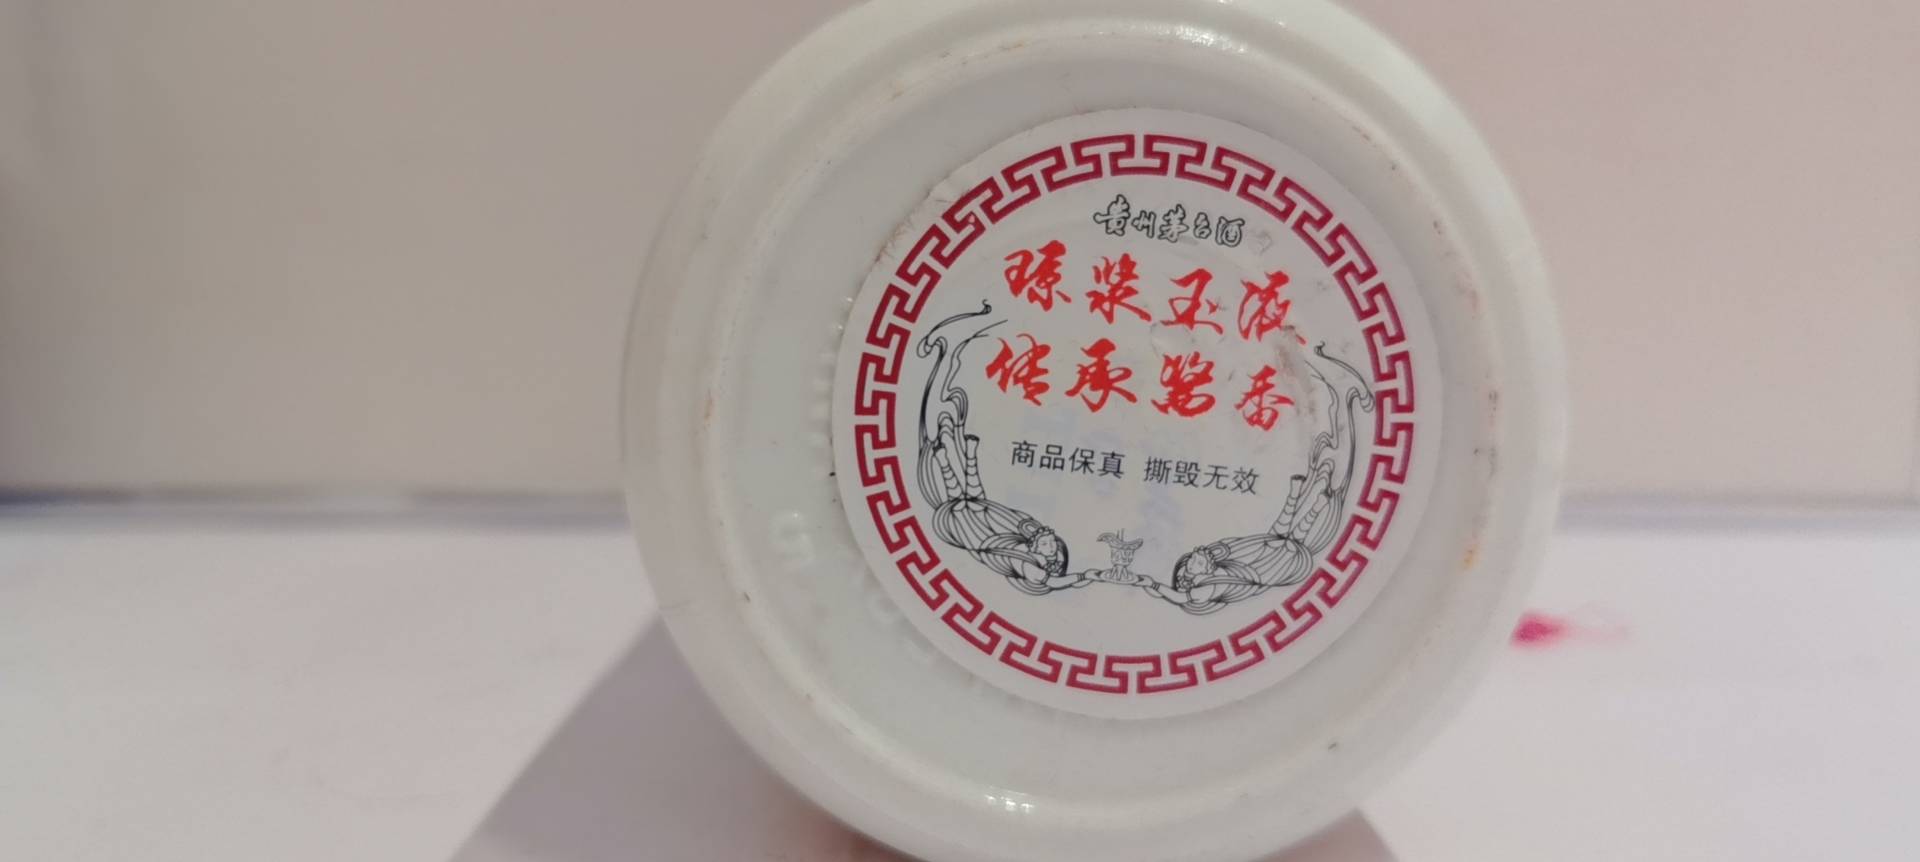 贵州茅台酒
琼浆玉液
传承酱香
商品保真 撕毁无效